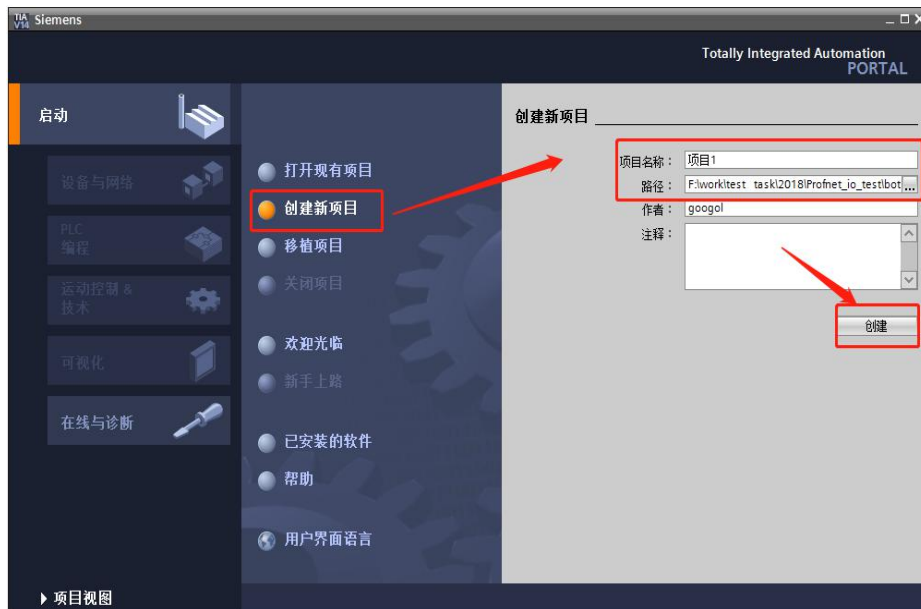 TIA
V14
Siemens
Totally Integrated Automation
PORTAL
启动
设备与网络
PLC
编程
运动控制 &
技术
可视化
在线与诊断
项目视图
打开现有项目
创建新项目
移植项目
关闭项目
欢迎光临
新手上路
已安装的软件
帮助
用户界面语言
创建新项目
项目名称：
项目1
路径：
F:\work\test task\2018\Profnet_io_test\bot
...
作者：
googol
注释：
创建